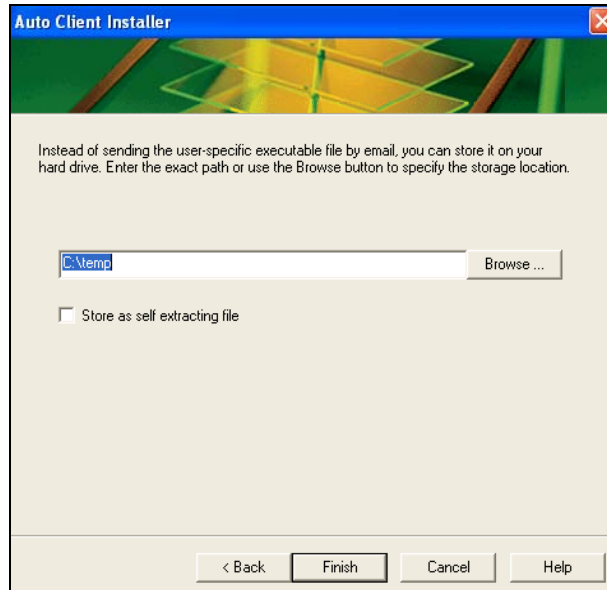 Auto Client Installer
Instead of sending the user-specific executable file by email, you can store it on your
hard drive. Enter the exact path or use the Browse button to specify the storage location.
C:\temp
Browse ...
Store as self extracting file
< Back
Finish
Cancel
Help